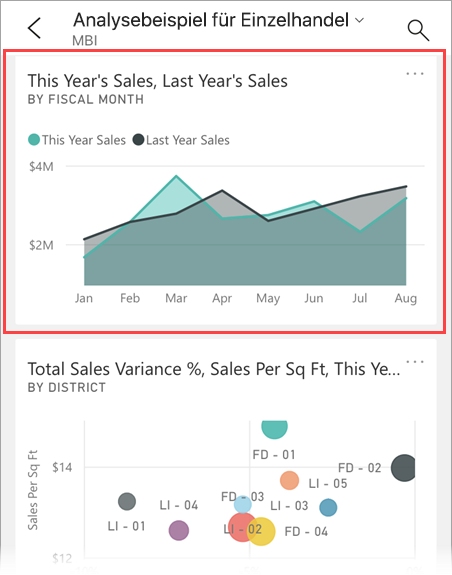 Analysebeispiel für Einzelhandel
MBI
This Year's Sales, Last Year's Sales
BY FISCAL MONTH
This Year Sales Last Year Sales
$4M
$2M
Jan Feb Mar Apr May Jun Jul Aug
Total Sales Variance %, Sales Per Sq Ft, This Ye...
BY DISTRICT
Sales Per Sq Ft
FD - 01
$14
FD - 02
LI - 05
FD - 03
LI - 04
LI - 03
LI - 01
LI - 02
FD - 04
$12